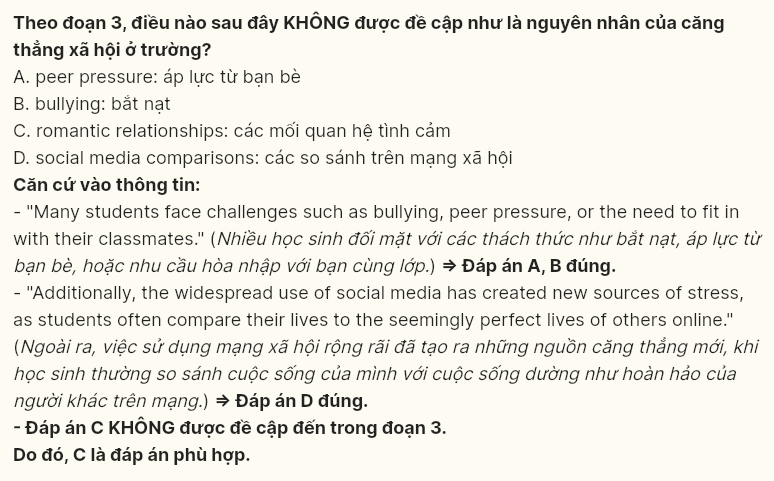 Theo đoạn 3, điều nào sau đây KHÔNG được đề cập như là nguyên nhân của căng
thẳng xã hội ở trường?
A. peer pressure: áp lực từ bạn bè
B. bullying: bắt nạt
C. romantic relationships: các mối quan hệ tình cảm
D. social media comparisons: các so sánh trên mạng xã hội
Căn cứ vào thông tin:
- "Many students face challenges such as bullying, peer pressure, or the need to fit in
with their classmates." (Nhiều học sinh đối mặt với các thách thức như bắt nạt, áp lực từ
bạn bè, hoặc nhu cầu hòa nhập với bạn cùng lớp.) ⇒ Đáp án A, B đúng.
- "Additionally, the widespread use of social media has created new sources of stress,
as students often compare their lives to the seemingly perfect lives of others online."
(Ngoài ra, việc sử dụng mạng xã hội rộng rãi đã tạo ra những nguồn căng thẳng mới, khi
học sinh thường so sánh cuộc sống của mình với cuộc sống dường như hoàn hảo của
người khác trên mạng.) ⇒ Đáp án D đúng.
- Đáp án C KHÔNG được đề cập đến trong đoạn 3.
Do đó, C là đáp án phù hợp.